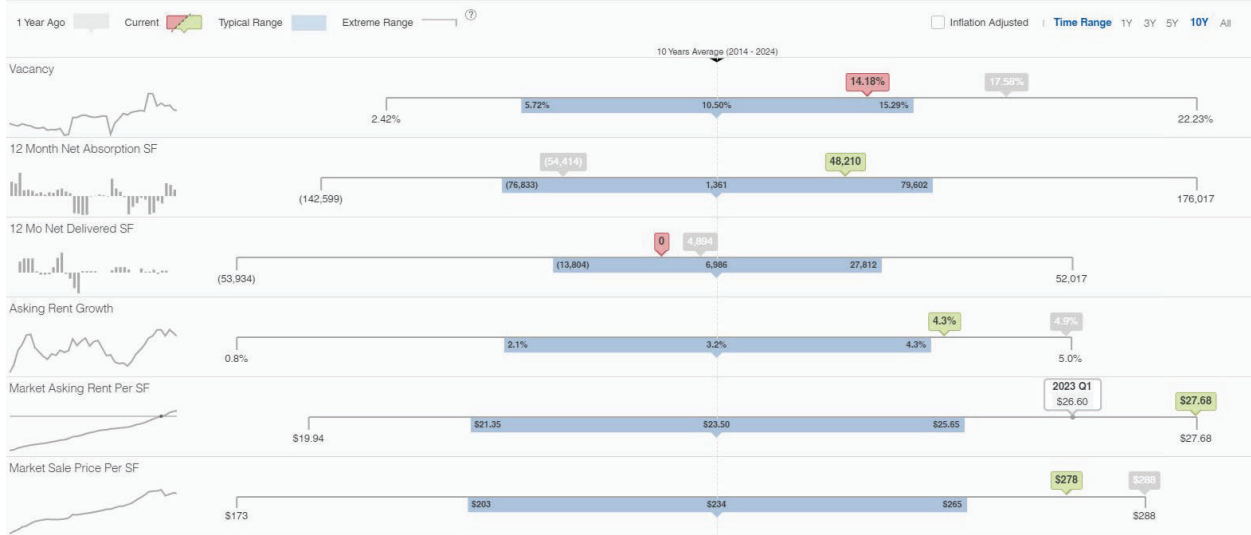 1 Year Ago Current Typical Range Extreme Range ? Inflation Adjusted Time Range 1Y 3Y 5Y 10Y All
10 Years Average (2014 - 2024)
Vacancy
14.18% 17.58%
5.72% 10.50% 15.29%
2.42% 22.23%
12 Month Net Absorption SF
(54,414) 48,210
(76,833) 1,361 79,602
(142,599) 176,017
12 Mo Net Delivered SF
0 4,894
(13,804) 6,986 27,812
(53,934) 52,017
Asking Rent Growth
4.3% 4.9%
2.1% 3.2% 4.3%
0.8% 5.0%
Market Asking Rent Per SF
2023 Q1
$26.60 $27.68
$21.35 $23.50 $25.65
$19.94 $27.68
Market Sale Price Per SF
$278 $288
$203 $234 $265
$173 $288